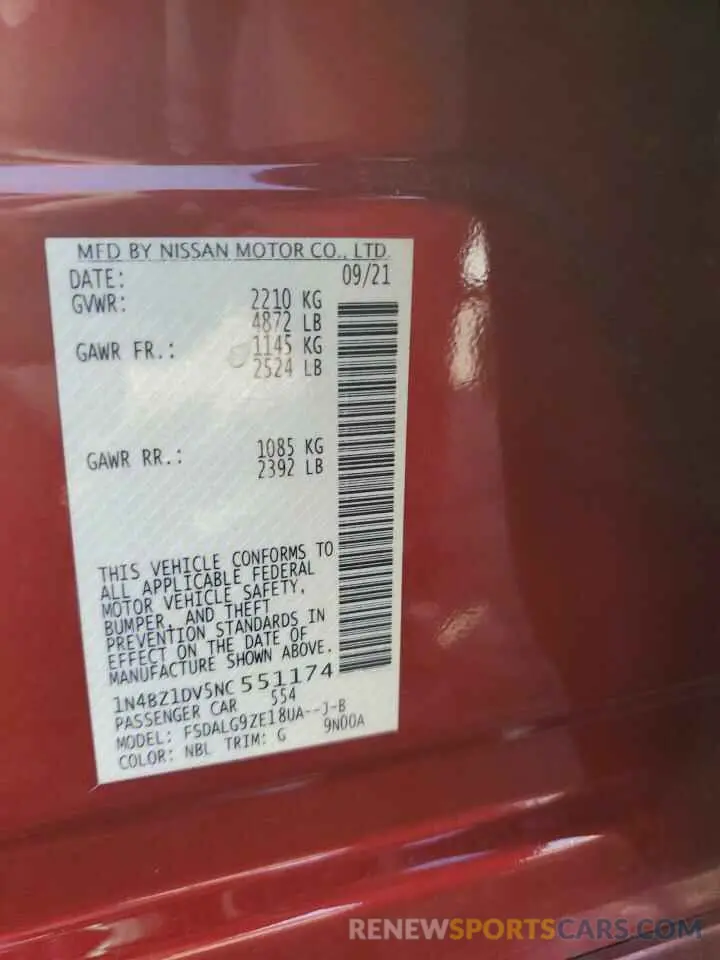 MFD BY NISSAN MOTOR CO., LTD.
DATE: 09/21
GVWR: 2210 KG
4872 LB
GAWR FR.: 1145 KG
2524 LB
GAWR RR.: 1085 KG
2392 LB
THIS VEHICLE CONFORMS TO
ALL APPLICABLE FEDERAL
MOTOR VEHICLE SAFETY,
BUMPER, AND THEFT
PREVENTION STANDARDS IN
EFFECT ON THE DATE OF
MANUFACTURE SHOWN ABOVE.
1N4BZ1DV5NC551174
PASSENGER CAR 554
MODEL: FSDALG9ZE18UA--J-B
COLOR: NBL TRIM: G 9N00A
RENEWSPORTSCARS.COM